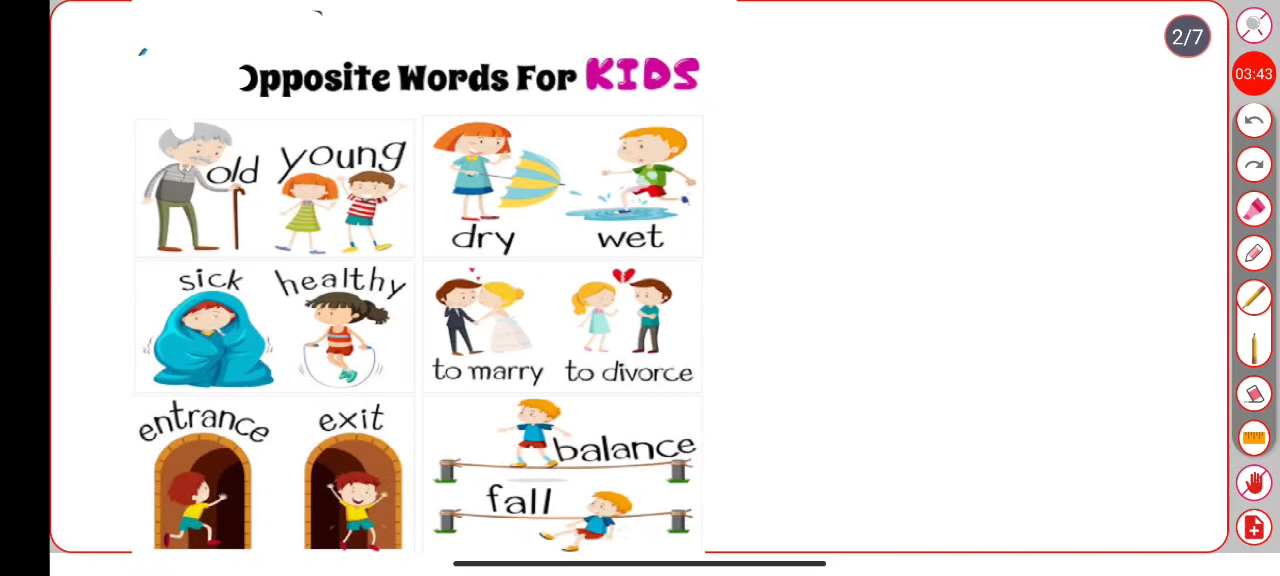 2/7
03:43
Opposite Words For KIDS
old young
dry wet
sick healthy
to marry to divorce
entrance exit
balance
fall